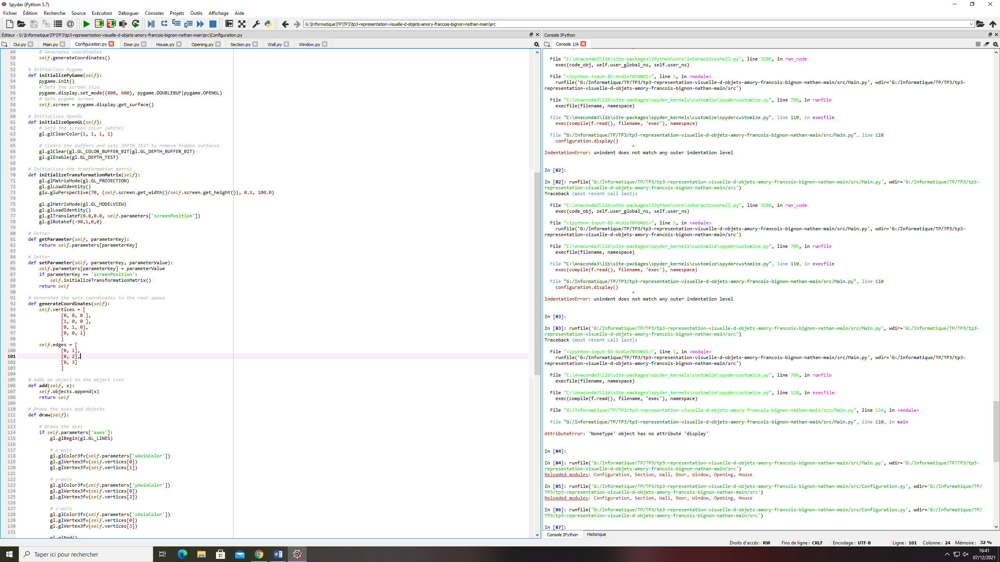 Spyder (Python 3.7)
Fichier Édition Recherche Source Exécution Déboguer Consoles Projets Outils Affichage Aide
G:\Informatique\TP\TP3\tp3-representation-visuelle-d-objets-amory-francois-bignon-nathan-main\src
Éditeur - G:\Informatique\TP\TP3\tp3-representation-visuelle-d-objets-amory-francois-bignon-nathan-main\src\Configuration.py
Oui.py Main.py Configuration.py Door.py House.py Opening.py Section.py Wall.py Window.py
49 # Generates coordinates
50 self.generateCoordinates()
51
52 # Initializes Pygame
53 def initializePyGame(self):
54 pygame.init()
55 # Sets the screen size.
56 pygame.display.set_mode((800, 600), pygame.DOUBLEBUF|pygame.OPENGL)
57 # Gets pygame screen
58 self.screen = pygame.display.get_surface()
59
60 # Initializes OpenGL
61 def initializeOpenGL(self):
62 # Sets the screen color (white)
63 gl.glClearColor(1, 1, 1, 1)
64
65 # Clears the buffers and sets DEPTH_TEST to remove hidden surfaces
66 gl.glClear(gl.GL_COLOR_BUFFER_BIT|gl.GL_DEPTH_BUFFER_BIT)
67 gl.glEnable(gl.GL_DEPTH_TEST)
68
69 # Initializes the tranformation matrix
70 def initializeTransformationMatrix(self):
71 gl.glMatrixMode(gl.GL_PROJECTION)
72 gl.glLoadIdentity()
73 glu.gluPerspective(70, (self.screen.get_width()/self.screen.get_height()), 0.1, 100.0)
74
75 gl.glMatrixMode(gl.GL_MODELVIEW)
76 gl.glLoadIdentity()
77 gl.glTranslatef(0.0,0.0, self.parameters['screenPosition'])
78 gl.glRotatef(-90,1,0,0)
79
80 # Getter
81 def getParameter(self, parameterKey):
82 return self.parameters[parameterKey]
83
84 # Setter
85 def setParameter(self, parameterKey, parameterValue):
86 self.parameters[parameterKey] = parameterValue
87 if parameterKey == 'screenPosition':
88 self.initializeTransformationMatrix()
89 return self
90
91 # Generates the axis coordinates in the real space
92 def generateCoordinates(self):
93 self.vertices = [
94 [0, 0, 0 ],
95 [1, 0, 0 ],
96 [0, 1, 0],
97 [0, 0, 1]
98 ]
99 self.edges = [
100 [0, 1],
101 [0, 2],
102 [0, 3]
103 ]
104
105 # Adds an object to the object list
106 def add(self, x):
107 self.objects.append(x)
108 return self
109
110 # Draws the axes and objects
111 def draw(self):
112
113 # Draws the axes
114 if self.parameters['axes']:
115 gl.glBegin(gl.GL_LINES)
116
117 # x-axis
118 gl.glColor3fv(self.parameters['xAxisColor'])
119 gl.glVertex3fv(self.vertices[0])
120 gl.glVertex3fv(self.vertices[1])
121
122 # y-axis
123 gl.glColor3fv(self.parameters['yAxisColor'])
124 gl.glVertex3fv(self.vertices[0])
125 gl.glVertex3fv(self.vertices[2])
126
127 # z-axis
128 gl.glColor3fv(self.parameters['zAxisColor'])
129 gl.glVertex3fv(self.vertices[0])
130 gl.glVertex3fv(self.vertices[3])
131
gl.glEnd()
Console IPython
Console 1/A
File "C:\Anaconda3\lib\site-packages\IPython\core\interactiveshell.py", line 3296, in run_code
exec(code_obj, self.user_global_ns, self.user_ns)
File "<ipython-input-81-4cd1e707d0d1>", line 1, in <module>
runfile('G:/Informatique/TP/TP3/tp3-representation-visuelle-d-objets-amory-francois-bignon-nathan-main/src/Main.py', wdir='G:/Informatique/TP/TP3/tp3-
representation-visuelle-d-objets-amory-francois-bignon-nathan-main/src')
File "C:\Anaconda3\lib\site-packages\spyder_kernels\customize\spydercustomize.py", line 786, in runfile
execfile(filename, namespace)
File "C:\Anaconda3\lib\site-packages\spyder_kernels\customize\spydercustomize.py", line 110, in execfile
exec(compile(f.read(), filename, 'exec'), namespace)
File "G:/Informatique/TP/TP3/tp3-representation-visuelle-d-objets-amory-francois-bignon-nathan-main/src/Main.py", line 110
configuration.display()
^
IndentationError: unindent does not match any outer indentation level
In [82]:
In [82]: runfile('G:/Informatique/TP/TP3/tp3-representation-visuelle-d-objets-amory-francois-bignon-nathan-main/src/Main.py', wdir='G:/Informatique/TP/TP3/tp3-
representation-visuelle-d-objets-amory-francois-bignon-nathan-main/src')
Traceback (most recent call last):
File "C:\Anaconda3\lib\site-packages\IPython\core\interactiveshell.py", line 3296, in run_code
exec(code_obj, self.user_global_ns, self.user_ns)
File "<ipython-input-82-4cd1e707d0d1>", line 1, in <module>
runfile('G:/Informatique/TP/TP3/tp3-representation-visuelle-d-objets-amory-francois-bignon-nathan-main/src/Main.py', wdir='G:/Informatique/TP/TP3/tp3-
representation-visuelle-d-objets-amory-francois-bignon-nathan-main/src')
File "C:\Anaconda3\lib\site-packages\spyder_kernels\customize\spydercustomize.py", line 786, in runfile
execfile(filename, namespace)
File "C:\Anaconda3\lib\site-packages\spyder_kernels\customize\spydercustomize.py", line 110, in execfile
exec(compile(f.read(), filename, 'exec'), namespace)
File "G:/Informatique/TP/TP3/tp3-representation-visuelle-d-objets-amory-francois-bignon-nathan-main/src/Main.py", line 110
configuration.display()
^
IndentationError: unindent does not match any outer indentation level
In [83]:
In [83]: runfile('G:/Informatique/TP/TP3/tp3-representation-visuelle-d-objets-amory-francois-bignon-nathan-main/src/Main.py', wdir='G:/Informatique/TP/TP3/tp3-
representation-visuelle-d-objets-amory-francois-bignon-nathan-main/src')
Traceback (most recent call last):
File "<ipython-input-83-4cd1e707d0d1>", line 1, in <module>
runfile('G:/Informatique/TP/TP3/tp3-representation-visuelle-d-objets-amory-francois-bignon-nathan-main/src/Main.py', wdir='G:/Informatique/TP/TP3/tp3-
representation-visuelle-d-objets-amory-francois-bignon-nathan-main/src')
File "C:\Anaconda3\lib\site-packages\spyder_kernels\customize\spydercustomize.py", line 786, in runfile
execfile(filename, namespace)
File "C:\Anaconda3\lib\site-packages\spyder_kernels\customize\spydercustomize.py", line 110, in execfile
exec(compile(f.read(), filename, 'exec'), namespace)
File "G:/Informatique/TP/TP3/tp3-representation-visuelle-d-objets-amory-francois-bignon-nathan-main/src/Main.py", line 114, in <module>
File "G:/Informatique/TP/TP3/tp3-representation-visuelle-d-objets-amory-francois-bignon-nathan-main/src/Main.py", line 110, in main
AttributeError: 'NoneType' object has no attribute 'display'
In [84]:
In [84]: runfile('G:/Informatique/TP/TP3/tp3-representation-visuelle-d-objets-amory-francois-bignon-nathan-main/src/Main.py', wdir='G:/Informatique/TP/TP3/tp3-
representation-visuelle-d-objets-amory-francois-bignon-nathan-main/src')
Reloaded modules: Configuration, Section, Wall, Door, Window, Opening, House
In [85]: runfile('G:/Informatique/TP/TP3/tp3-representation-visuelle-d-objets-amory-francois-bignon-nathan-main/src/Configuration.py', wdir='G:/Informatique/TP/
TP3/tp3-representation-visuelle-d-objets-amory-francois-bignon-nathan-main/src')
Reloaded modules: Configuration, Section, Wall, Door, Window, Opening, House
In [86]: runfile('G:/Informatique/TP/TP3/tp3-representation-visuelle-d-objets-amory-francois-bignon-nathan-main/src/Configuration.py', wdir='G:/Informatique/TP/
TP3/tp3-representation-visuelle-d-objets-amory-francois-bignon-nathan-main/src')
In [87]:
Console IPython Historique
Droits d'accès : RW Fins de ligne : CRLF Encodage : UTF-8 Ligne : 101 Colonne : 24 Mémoire : 32 %
Taper ici pour rechercher
16:41
07/12/2021